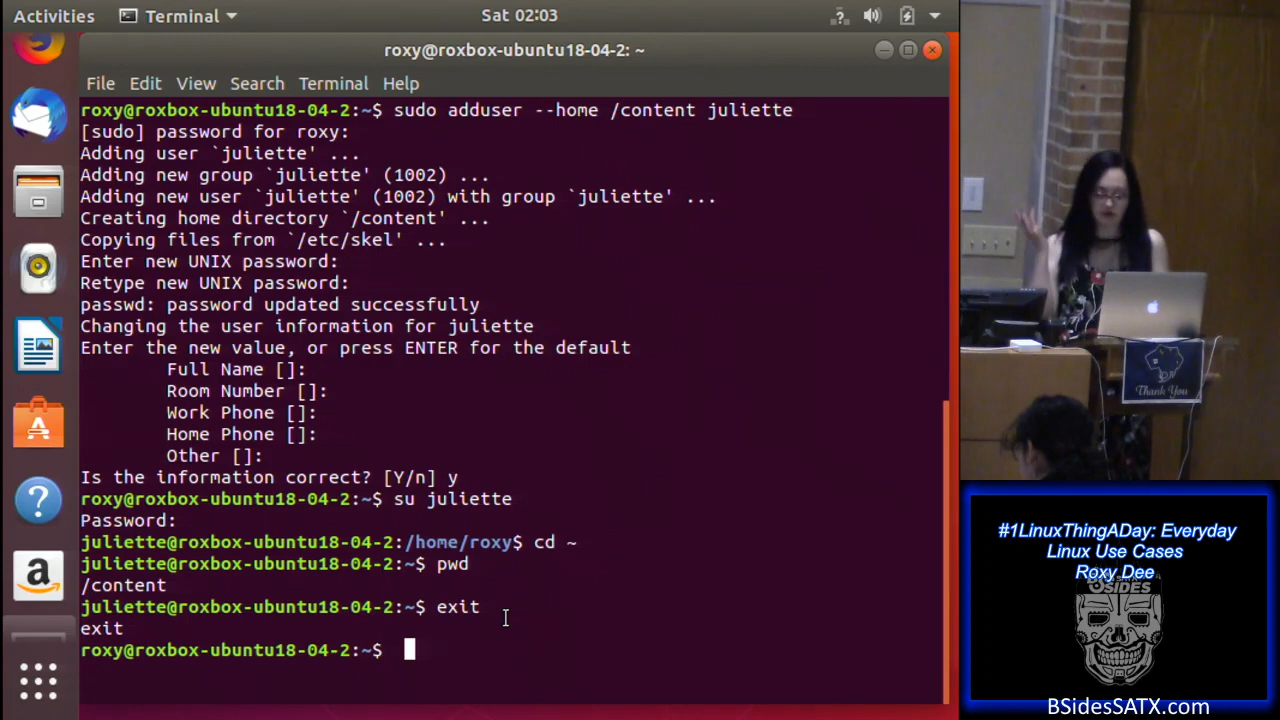 Activities Terminal Sat 02:03
roxy@roxbox-ubuntu18-04-2: ~
File Edit View Search Terminal Help
roxy@roxbox-ubuntu18-04-2:~$ sudo adduser --home /content juliette
[sudo] password for roxy:
Adding user `juliette' ...
Adding new group `juliette' (1002) ...
Adding new user `juliette' (1002) with group `juliette' ...
Creating home directory `/content' ...
Copying files from `/etc/skel' ...
Enter new UNIX password:
Retype new UNIX password:
passwd: password updated successfully
Changing the user information for juliette
Enter the new value, or press ENTER for the default
Full Name []:
Room Number []:
Work Phone []:
Home Phone []:
Other []:
Is the information correct? [Y/n] y
roxy@roxbox-ubuntu18-04-2:~$ su juliette
Password:
juliette@roxbox-ubuntu18-04-2:/home/roxy$ cd ~
juliette@roxbox-ubuntu18-04-2:~$ pwd
/content
juliette@roxbox-ubuntu18-04-2:~$ exit
exit
roxy@roxbox-ubuntu18-04-2:~$
Thank You
#1LinuxThingADay: Everyday
Linux Use Cases
Roxy Dee
BSIDES
BSidesSATX.com